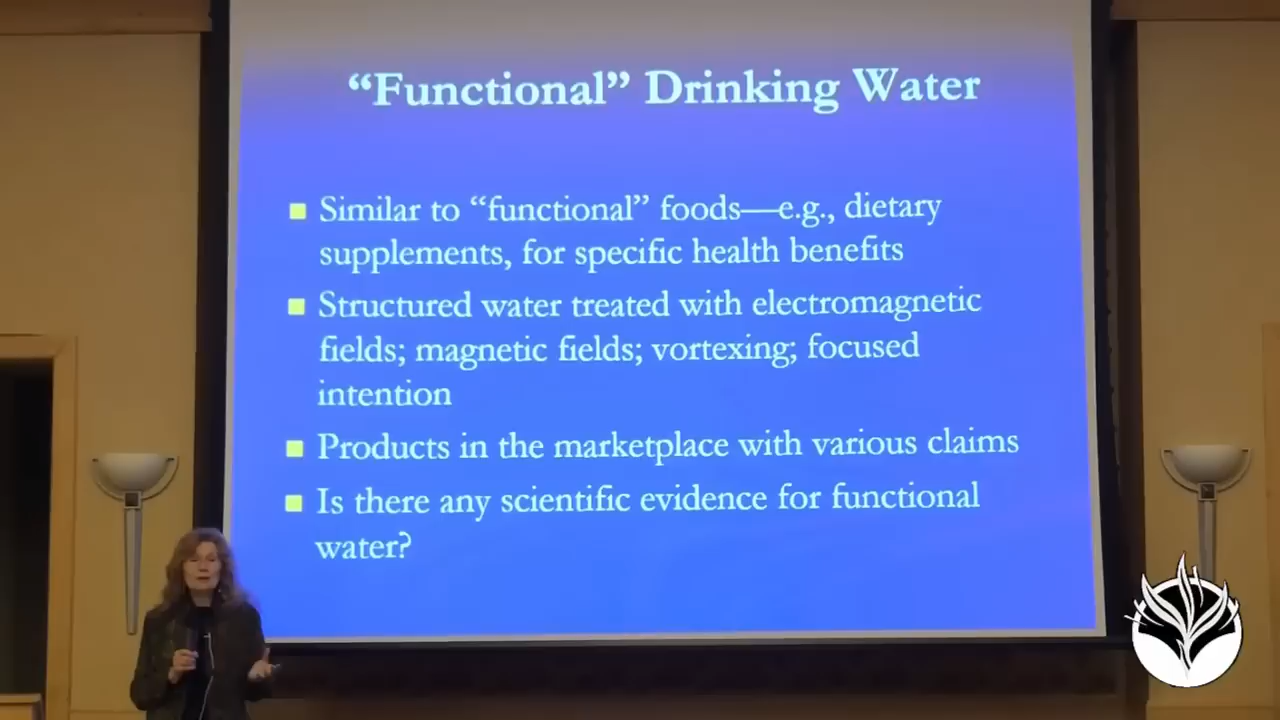 “Functional” Drinking Water
■ Similar to “functional” foods—e.g., dietary
supplements, for specific health benefits
■ Structured water treated with electromagnetic
fields; magnetic fields; vortexing; focused
intention
■ Products in the marketplace with various claims
■ Is there any scientific evidence for functional
water?